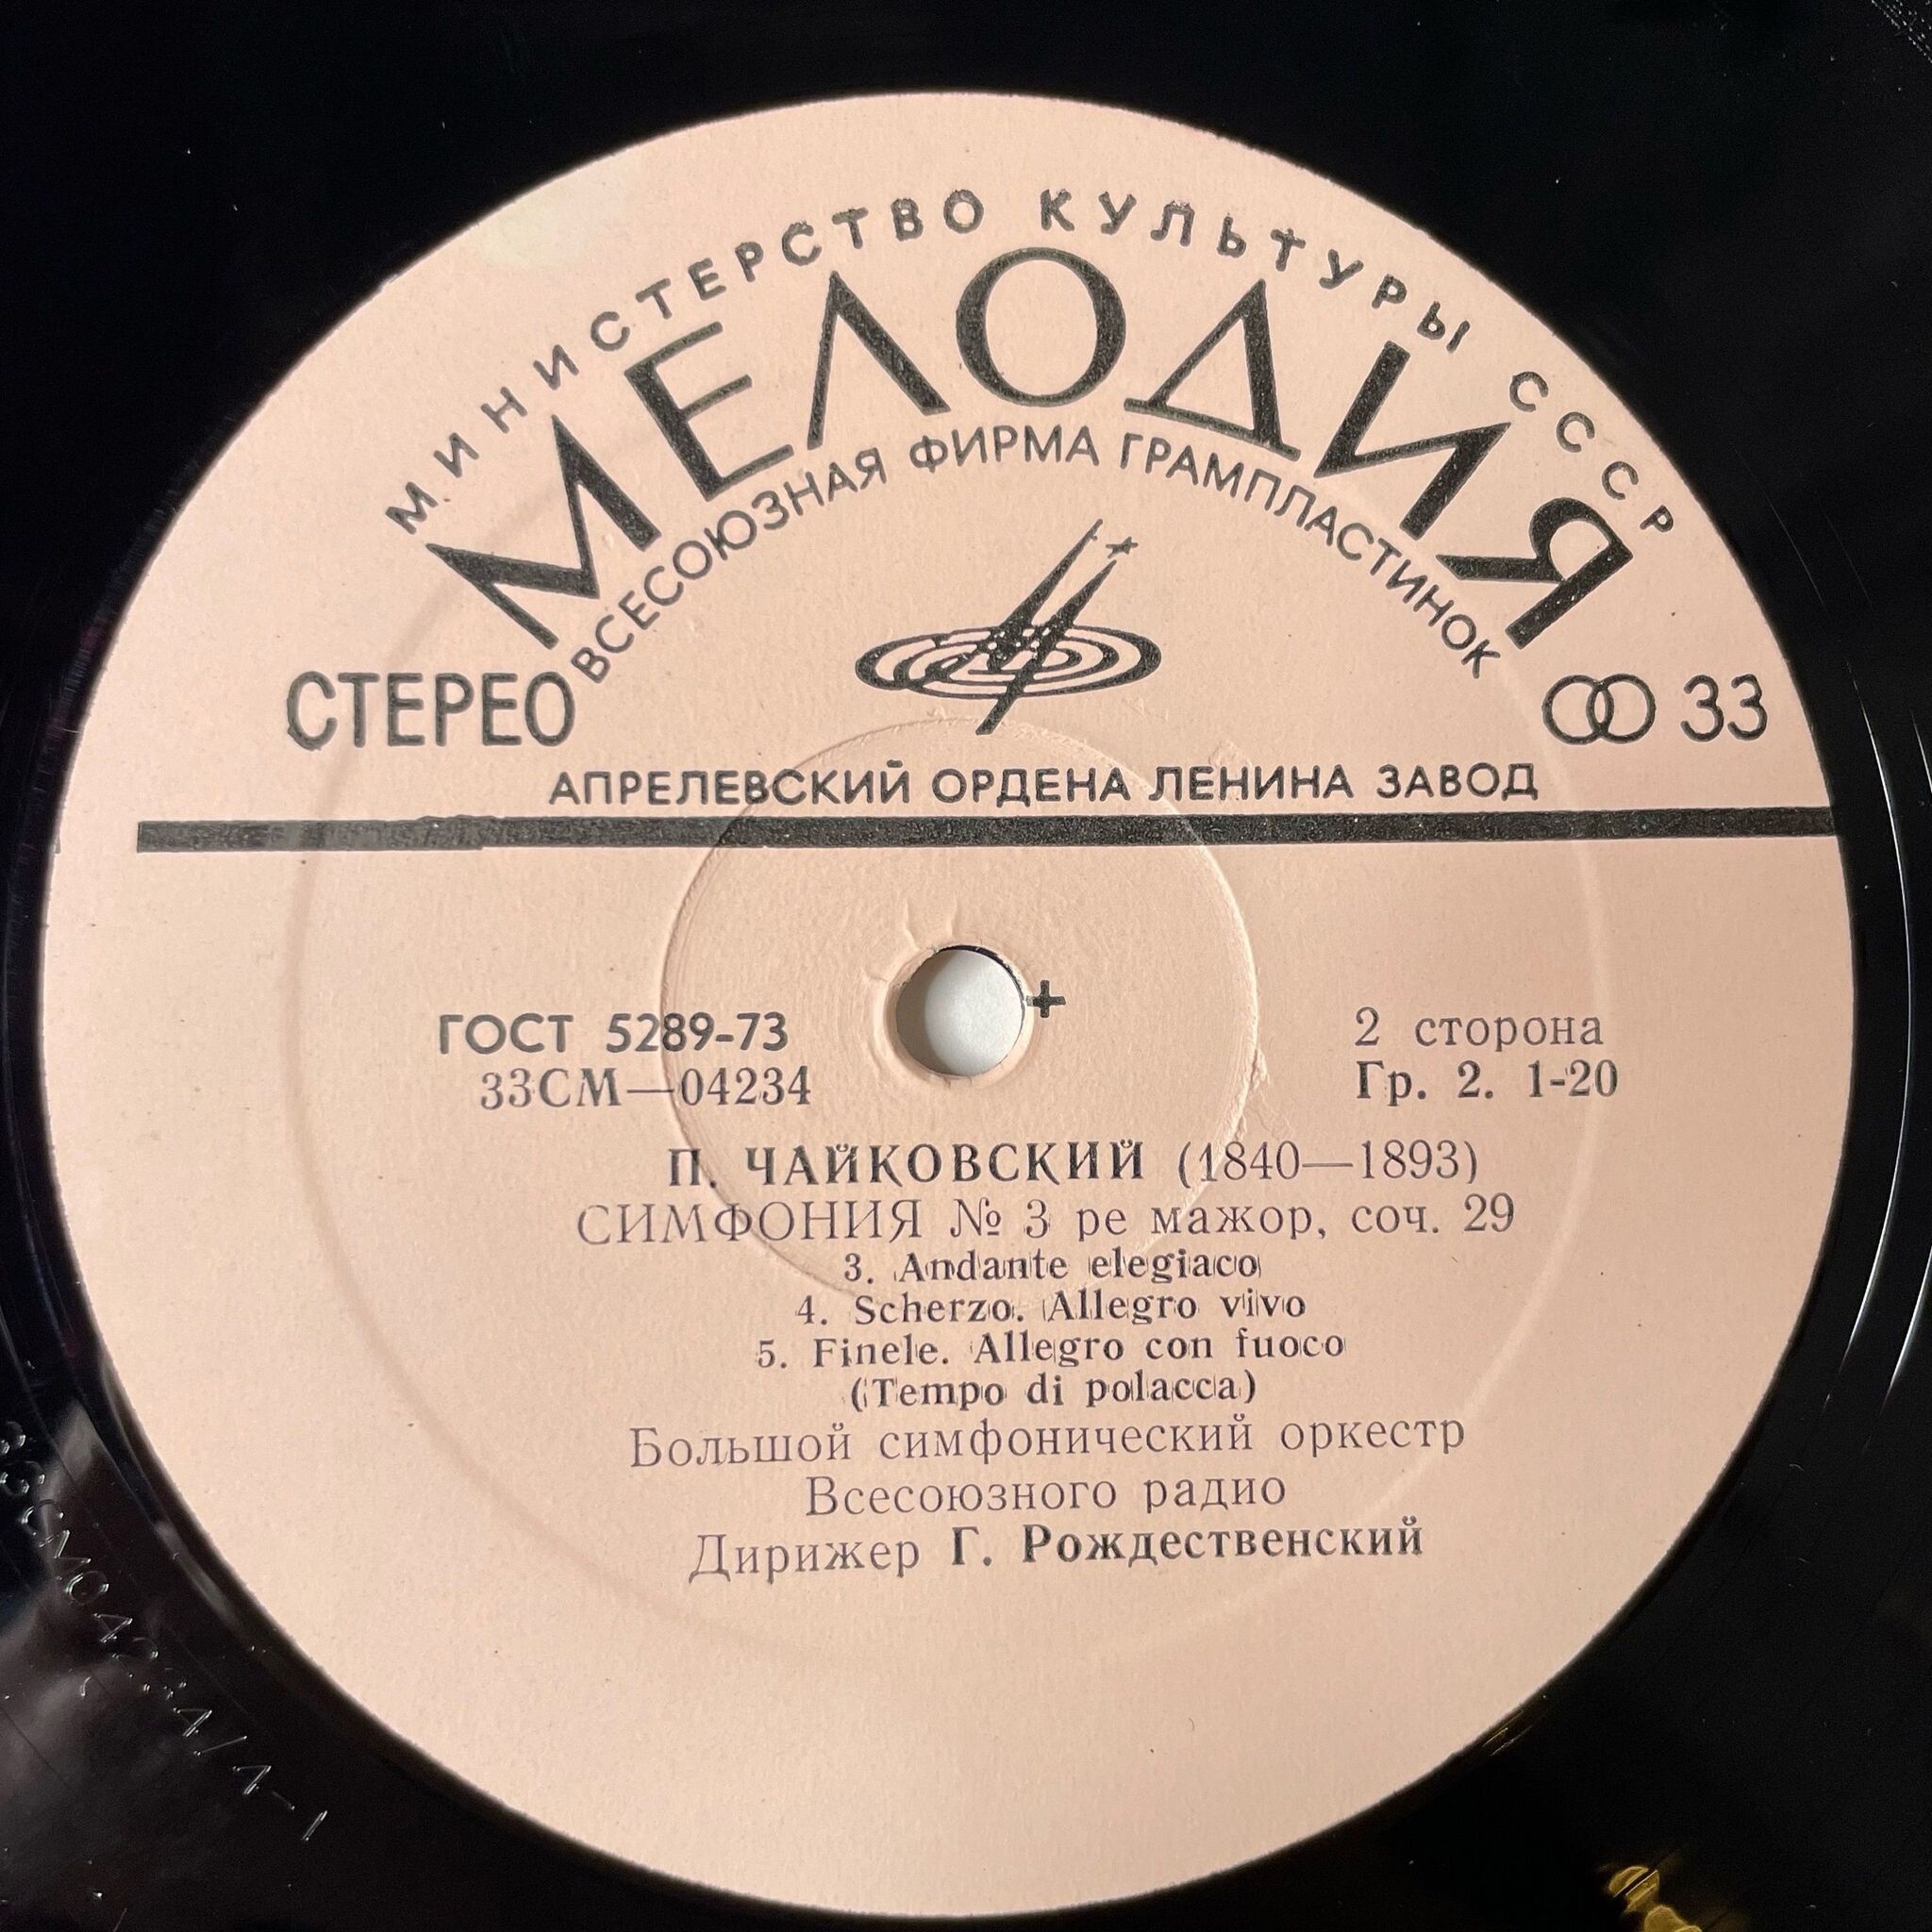 МИНИСТЕРСТВО КУЛЬТУРЫ СССР
МЕЛОДИЯ
ВСЕСОЮЗНАЯ ФИРМА ГРАМПЛАСТИНОК
СТЕРЕО
33
АПРЕЛЕВСКИЙ ОРДЕНА ЛЕНИНА ЗАВОД
ГОСТ 5289-73
2 сторона
33СМ—04234
Гр. 2. 1-20
П. ЧАЙКОВСКИЙ (1840—1893)
СИМФОНИЯ № 3 ре мажор, соч. 29
3. Andante elegiaco
4. Scherzo. Allegro vivo
5. Finele. Allegro con fuoco
(Tempo di polacca)
Большой симфонический оркестр
Всесоюзного радио
Дирижер Г. Рождественский